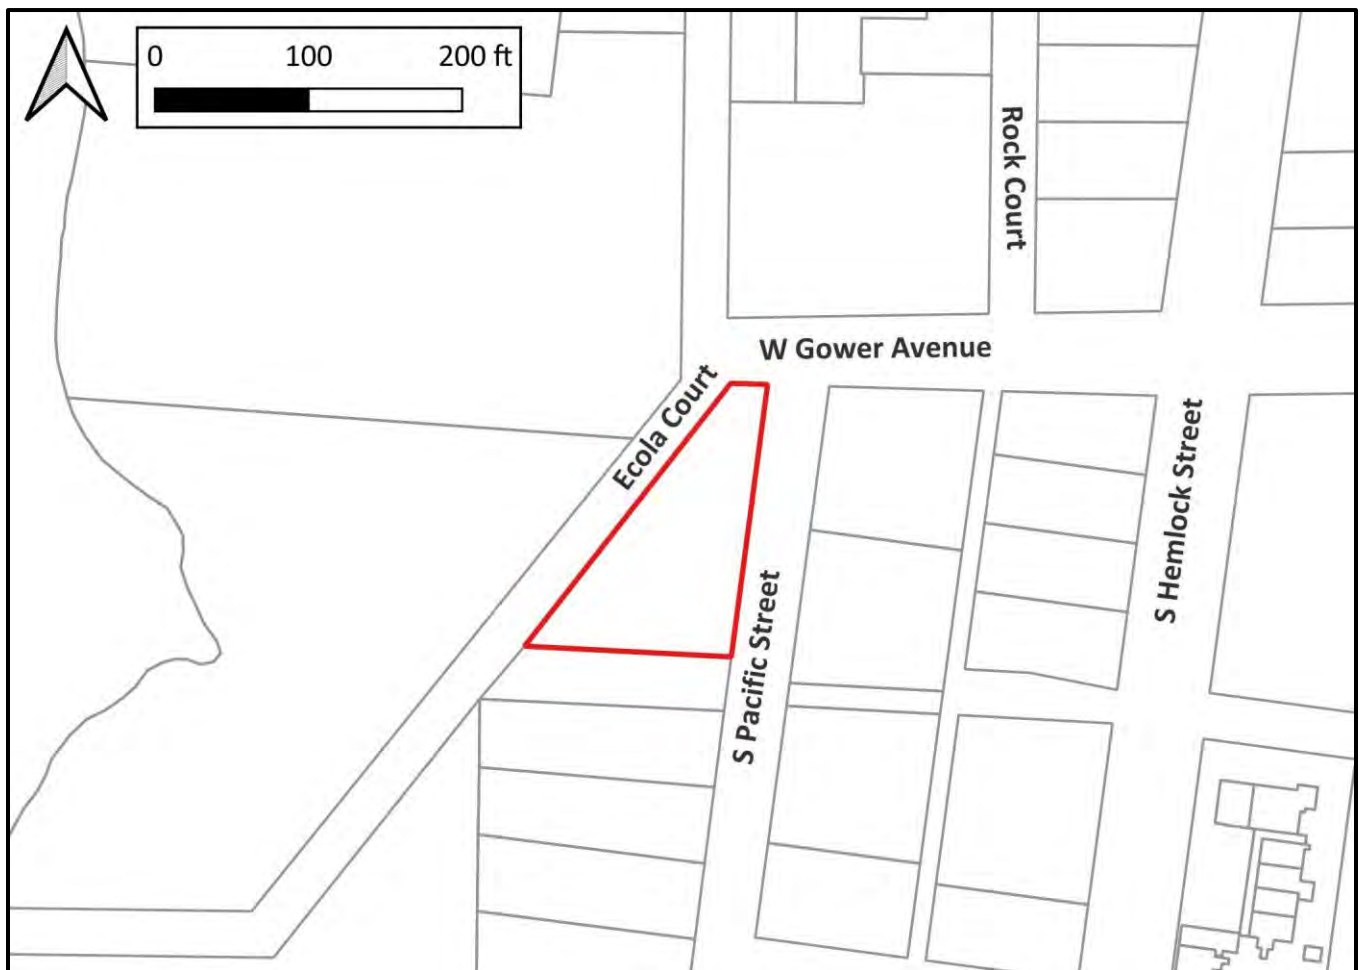 0 100 200 ft
Rock Court
W Gower Avenue
Ecola Court
S Hemlock Street
S Pacific Street